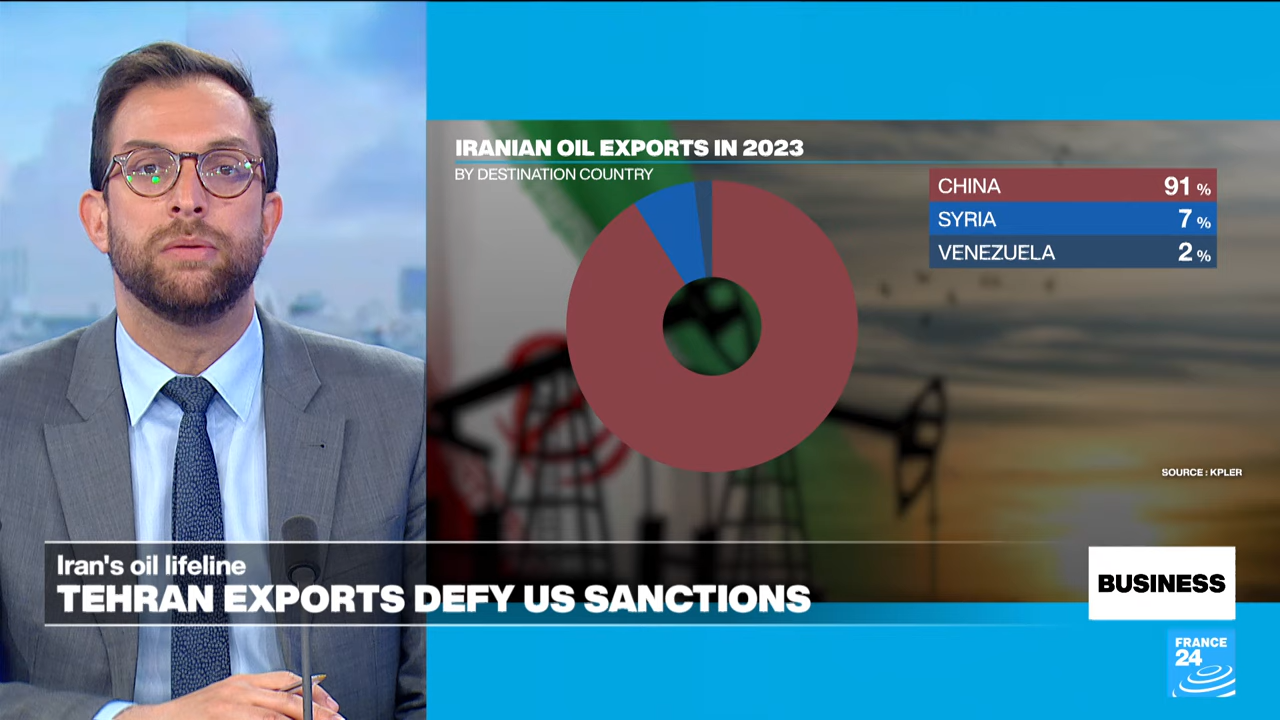 IRANIAN OIL EXPORTS IN 2023
BY DESTINATION COUNTRY
CHINA 91 %
SYRIA 7 %
VENEZUELA 2 %
SOURCE : KPLER
Iran's oil lifeline
TEHRAN EXPORTS DEFY US SANCTIONS
BUSINESS
FRANCE
24